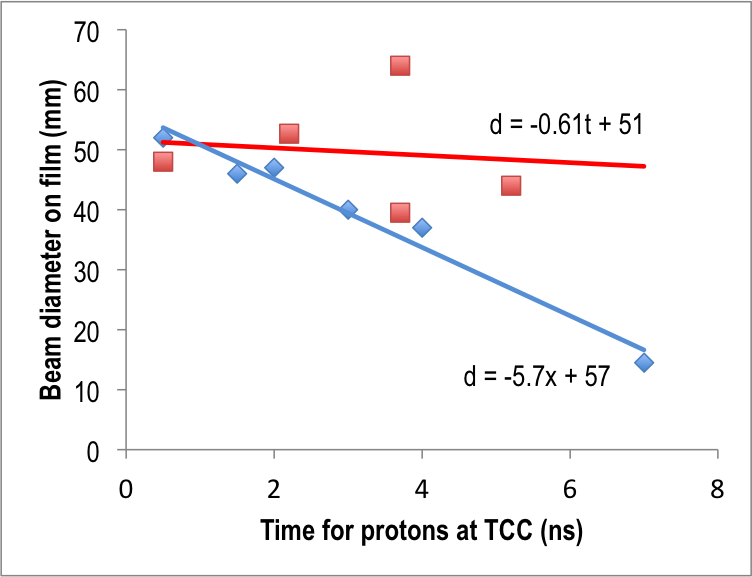 70
60
50
40
30
20
10
0
Beam diameter on film (mm)
d = -0.61t + 51
d = -5.7x + 57
0 2 4 6 8
Time for protons at TCC (ns)